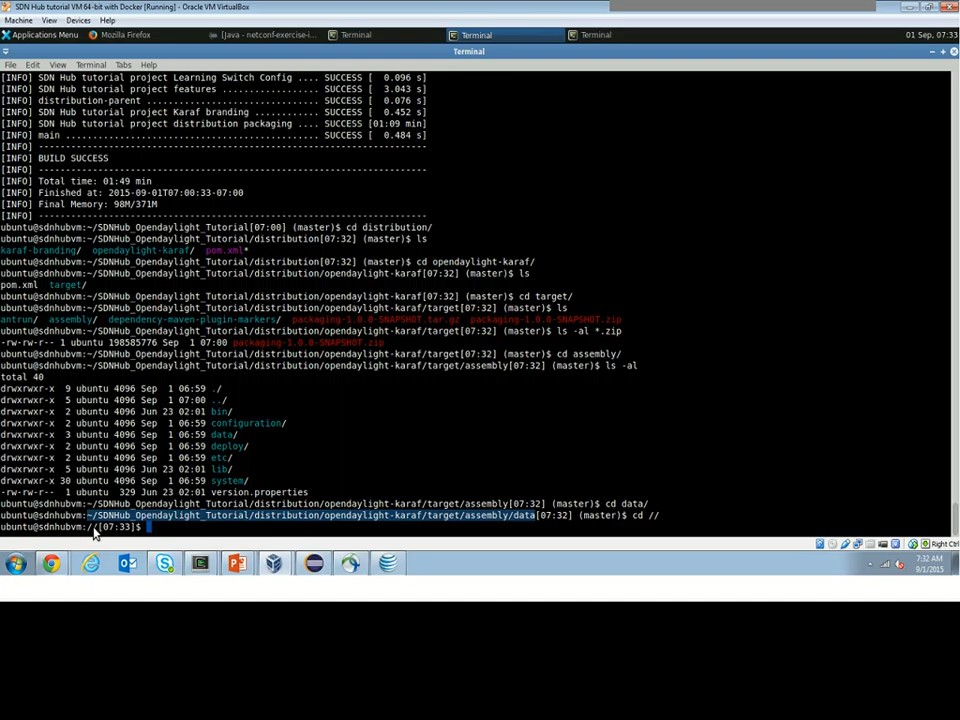 SDN Hub tutorial VM 64-bit with Docker [Running] - Oracle VM VirtualBox
Machine View Devices Help
Applications Menu Mozilla Firefox [Java - netconf-exercise-i... Terminal Terminal Terminal 01 Sep, 07:33
Terminal
File Edit View Terminal Tabs Help
[INFO] SDN Hub tutorial project Learning Switch Config .... SUCCESS [  0.096 s]
[INFO] SDN Hub tutorial project features .................. SUCCESS [  3.043 s]
[INFO] distribution-parent ................................ SUCCESS [  0.076 s]
[INFO] SDN Hub tutorial project Karaf branding ............ SUCCESS [  0.452 s]
[INFO] SDN Hub tutorial project distribution packaging .... SUCCESS [01:09 min]
[INFO] main ............................................... SUCCESS [  0.484 s]
[INFO] ------------------------------------------------------------------------
[INFO] BUILD SUCCESS
[INFO] ------------------------------------------------------------------------
[INFO] Total time: 01:49 min
[INFO] Finished at: 2015-09-01T07:00:33-07:00
[INFO] Final Memory: 98M/371M
[INFO] ------------------------------------------------------------------------
ubuntu@sdnhubvm:~/SDNHub_Opendaylight_Tutorial[07:00] (master)$ cd distribution/
ubuntu@sdnhubvm:~/SDNHub_Opendaylight_Tutorial/distribution[07:32] (master)$ ls
karaf-branding/  opendaylight-karaf/  pom.xml*
ubuntu@sdnhubvm:~/SDNHub_Opendaylight_Tutorial/distribution[07:32] (master)$ cd opendaylight-karaf/
ubuntu@sdnhubvm:~/SDNHub_Opendaylight_Tutorial/distribution/opendaylight-karaf[07:32] (master)$ ls
pom.xml  target/
ubuntu@sdnhubvm:~/SDNHub_Opendaylight_Tutorial/distribution/opendaylight-karaf[07:32] (master)$ cd target/
ubuntu@sdnhubvm:~/SDNHub_Opendaylight_Tutorial/distribution/opendaylight-karaf/target[07:32] (master)$ ls
antrun/  assembly/  dependency-maven-plugin-markers/  packaging-1.0.0-SNAPSHOT.tar.gz  packaging-1.0.0-SNAPSHOT.zip
ubuntu@sdnhubvm:~/SDNHub_Opendaylight_Tutorial/distribution/opendaylight-karaf/target[07:32] (master)$ ls -al *.zip
-rw-rw-r-- 1 ubuntu 198585776 Sep  1 07:00 packaging-1.0.0-SNAPSHOT.zip
ubuntu@sdnhubvm:~/SDNHub_Opendaylight_Tutorial/distribution/opendaylight-karaf/target[07:32] (master)$ cd assembly/
ubuntu@sdnhubvm:~/SDNHub_Opendaylight_Tutorial/distribution/opendaylight-karaf/target/assembly[07:32] (master)$ ls -al
total 40
drwxrwxr-x  9 ubuntu 4096 Sep  1 06:59 ./
drwxrwxr-x  5 ubuntu 4096 Sep  1 07:00 ../
drwxrwxr-x  2 ubuntu 4096 Jun 23 02:01 bin/
drwxrwxr-x  2 ubuntu 4096 Sep  1 06:59 configuration/
drwxrwxr-x  3 ubuntu 4096 Sep  1 06:59 data/
drwxrwxr-x  2 ubuntu 4096 Sep  1 06:59 deploy/
drwxrwxr-x  2 ubuntu 4096 Sep  1 06:59 etc/
drwxrwxr-x  5 ubuntu 4096 Jun 23 02:01 lib/
drwxrwxr-x 30 ubuntu 4096 Sep  1 06:59 system/
-rw-rw-r--  1 ubuntu  329 Jun 23 02:01 version.properties
ubuntu@sdnhubvm:~/SDNHub_Opendaylight_Tutorial/distribution/opendaylight-karaf/target/assembly[07:32] (master)$ cd data/
ubuntu@sdnhubvm:~/SDNHub_Opendaylight_Tutorial/distribution/opendaylight-karaf/target/assembly/data[07:32] (master)$ cd //
ubuntu@sdnhubvm://[07:33]$
Right Ctrl
7:32 AM
9/1/2015